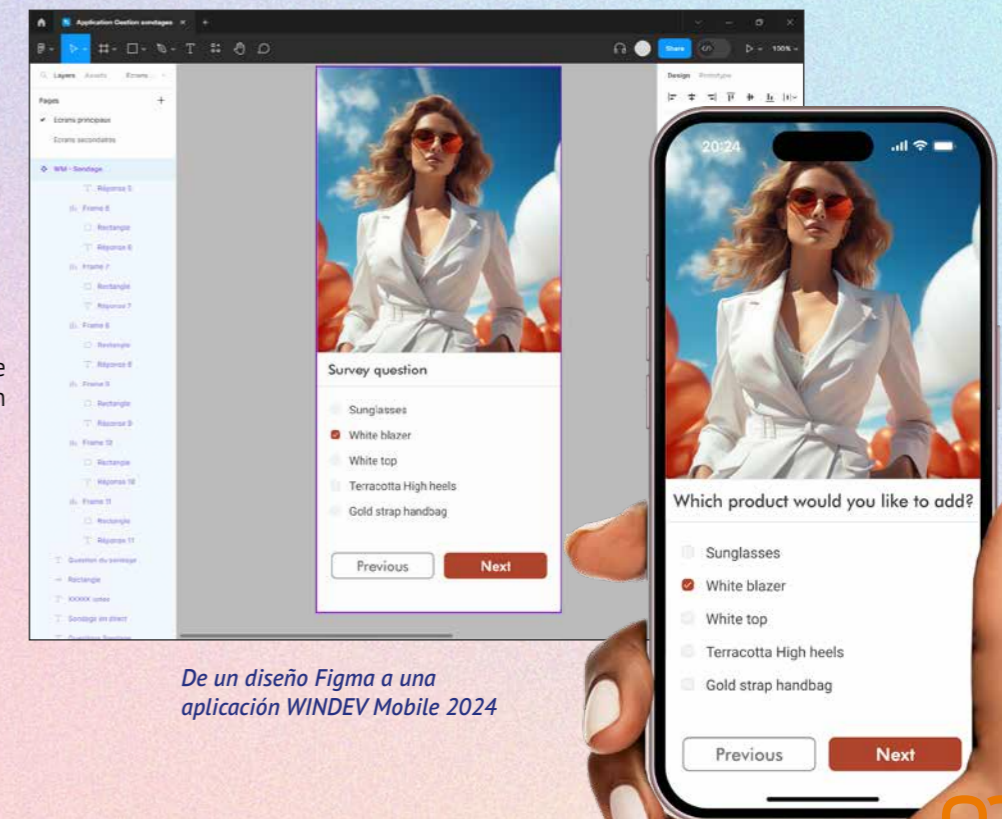 Application Gestion sondages
Share
100%
Layers Assets Ecrans...
Design Prototype
Pages
Ecrans principaux
Ecrans secondaires
WM - Sondage
Réponse 5
Frame 6
Rectangle
Réponse 6
Frame 7
Rectangle
Réponse 7
Frame 8
Rectangle
Réponse 8
Frame 9
Rectangle
Réponse 9
Frame 10
Rectangle
Réponse 10
Frame 11
Rectangle
Réponse 11
Question du sondage
Rectangle
XXXXX votes
Sondage en direct
Questions Sondage
Survey question
Sunglasses
White blazer
White top
Terracotta High heels
Gold strap handbag
Previous
Next
20:24
Which product would you like to add?
Sunglasses
White blazer
White top
Terracotta High heels
Gold strap handbag
Previous
Next
De un diseño Figma a una
aplicación WINDEV Mobile 2024